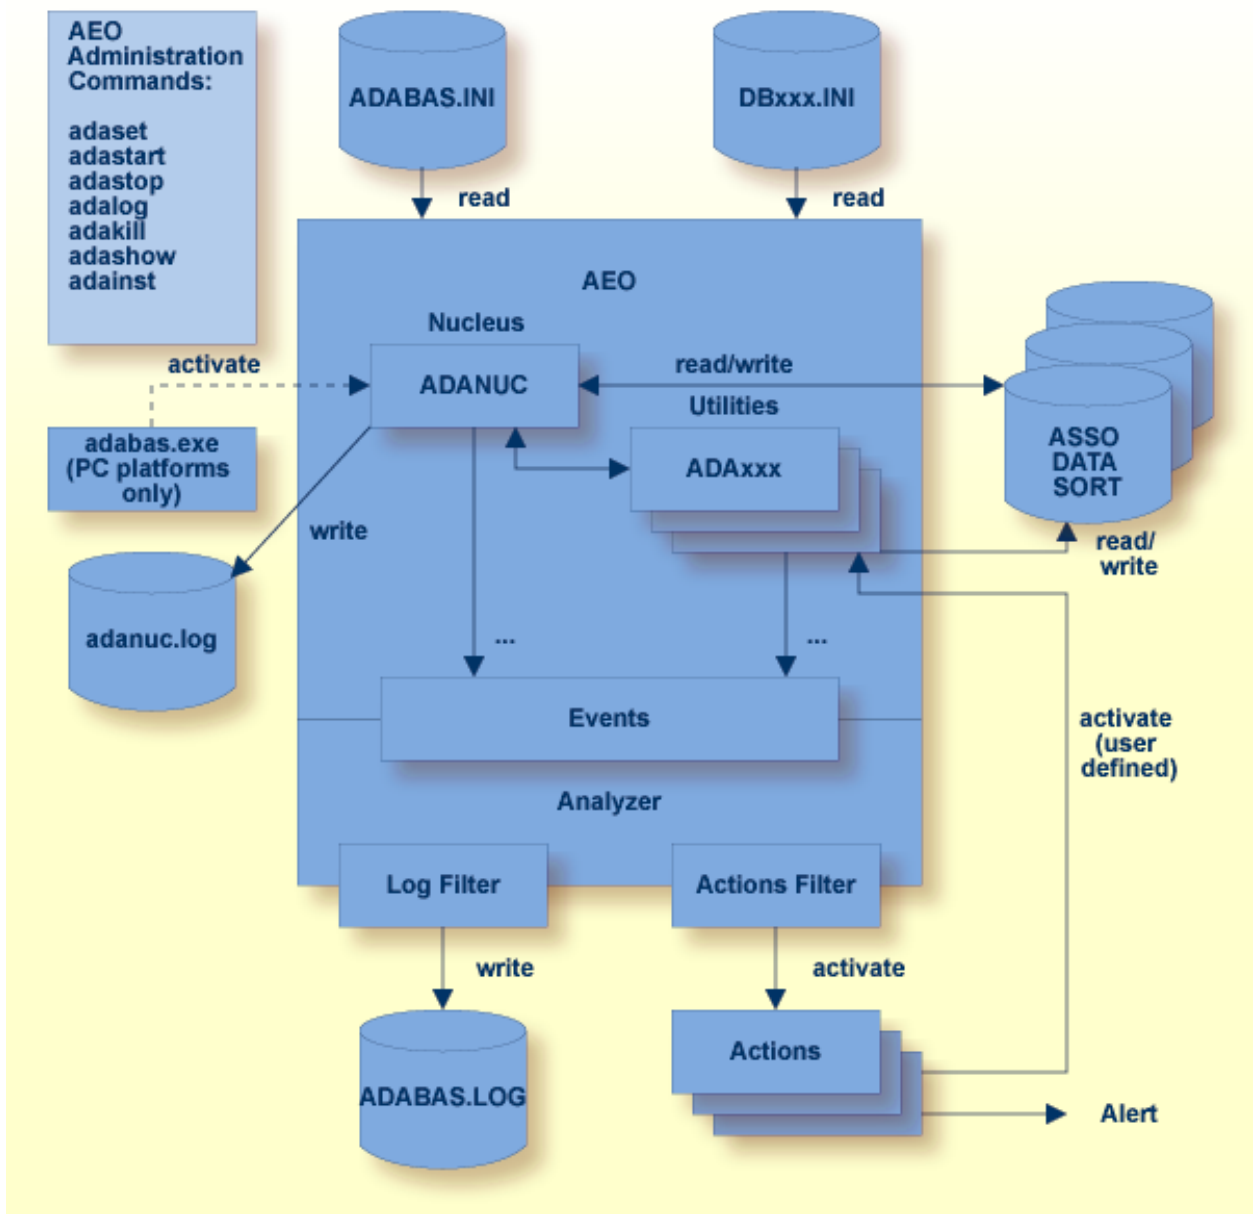 AEO
Administration
Commands:
adaset
adastart
adastop
adalog
adakill
adashow
adainst
ADABAS.INI
DBxxx.INI
read
read
AEO
Nucleus
activate
ADANUC
read/write
Utilities
adabas.exe
(PC platforms
only)
ADAxxx
ASSO
DATA
SORT
write
read/
write
adanuc.log
...
...
Events
activate
(user
defined)
Analyzer
Log Filter
Actions Filter
write
activate
Actions
ADABAS.LOG
Alert